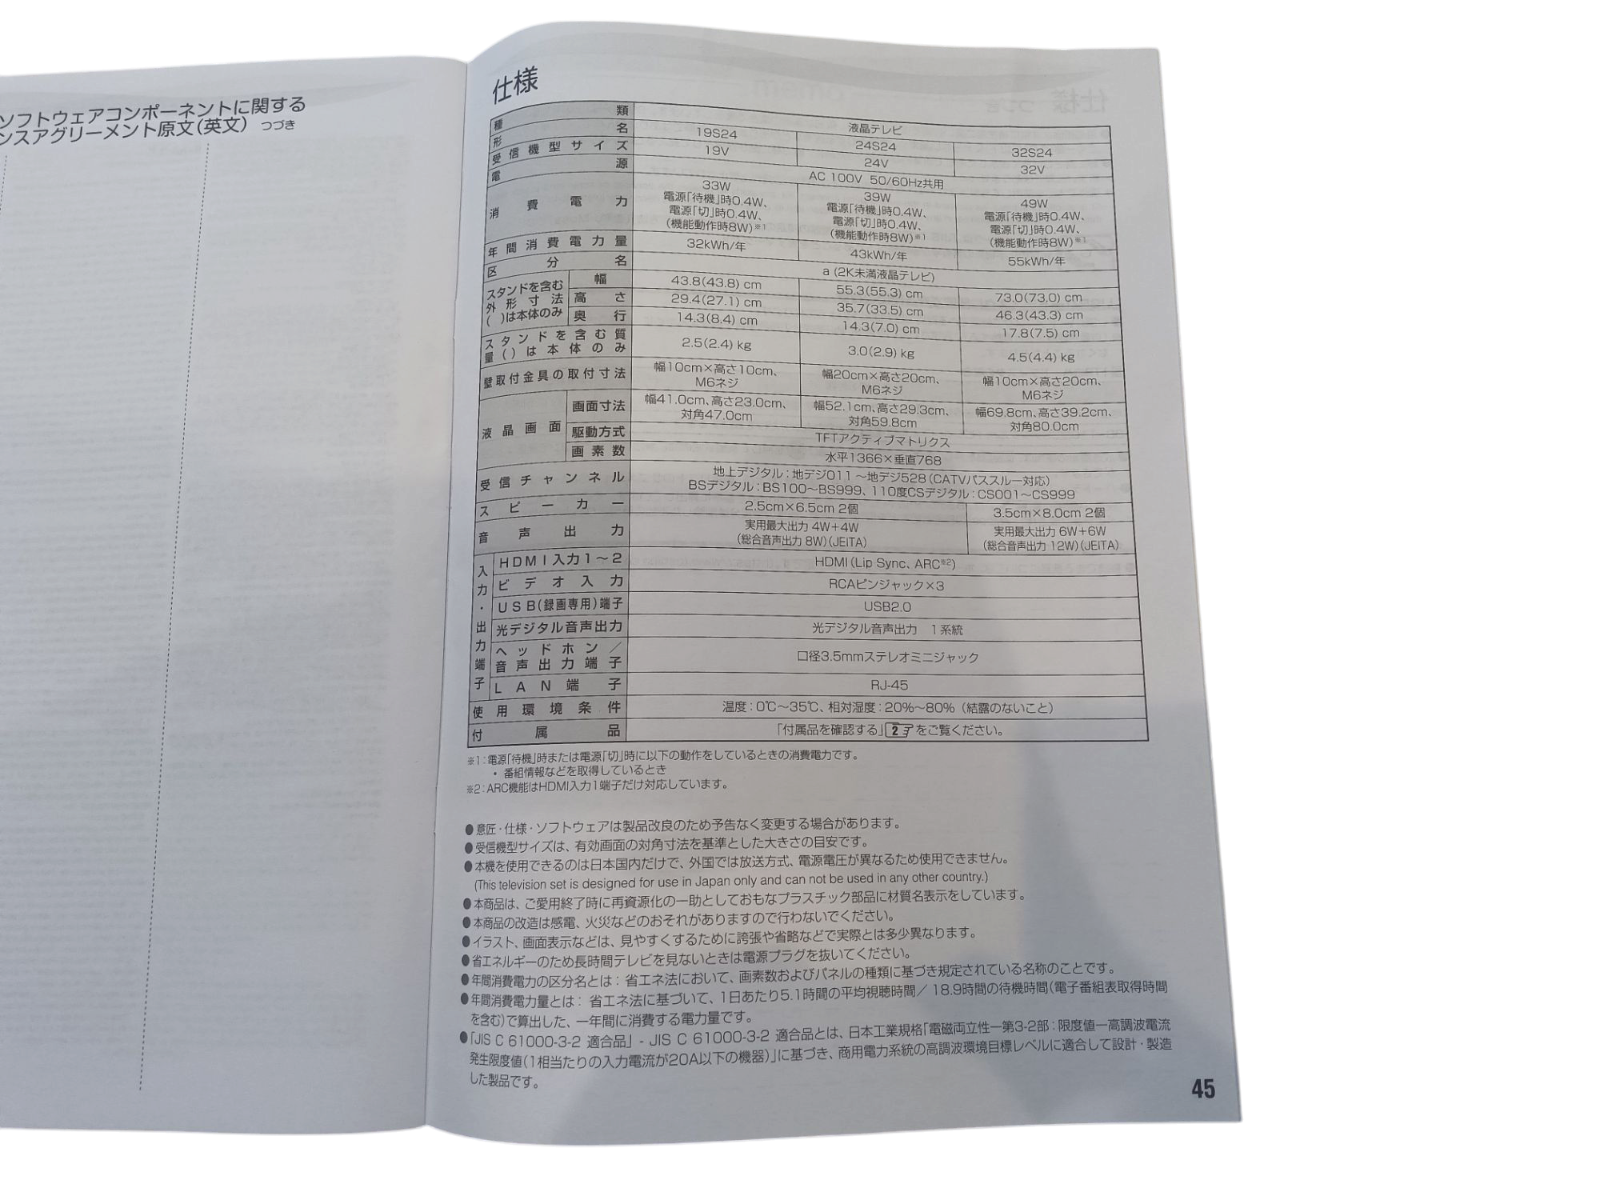 ソフトウェアコンポーネントに関する
ンスアグリーメント原文(英文) つづき
仕様
種類 液晶テレビ
形名 19S24 24S24 32S24
受信機型サイズ 19V 24V 32V
電源 AC 100V 50/60Hz共用
消費電力 33W 39W 49W
電源「待機」時0.4W、 電源「待機」時0.4W、 電源「待機」時0.4W、
電源「切」時0.4W、 電源「切」時0.4W、 電源「切」時0.4W、
(機能動作時8W)※1 (機能動作時8W)※1 (機能動作時8W)※1
年間消費電力量 32kWh/年 43kWh/年 55kWh/年
区分名 a (2K未満液晶テレビ)
スタンドを含む外形寸法( )は本体のみ 幅 43.8(43.8) cm 55.3(55.3) cm 73.0(73.0) cm
高さ 29.4(27.1) cm 35.7(33.5) cm 46.3(43.3) cm
奥行 14.3(8.4) cm 14.3(7.0) cm 17.8(7.5) cm
スタンドを含む質量( )は本体のみ 2.5(2.4) kg 3.0(2.9) kg 4.5(4.4) kg
壁取付金具の取付寸法 幅10cm×高さ10cm、 幅20cm×高さ20cm、 幅10cm×高さ20cm、
M6ネジ M6ネジ M6ネジ
液晶画面 画面寸法 幅41.0cm、高さ23.0cm、 幅52.1cm、高さ29.3cm、 幅69.8cm、高さ39.2cm、
対角47.0cm 対角59.8cm 対角80.0cm
駆動方式 TFTアクティブマトリクス
画素数 水平1366×垂直768
受信チャンネル 地上デジタル:地デジ011～地デジ528(CATVパススルー対応)
BSデジタル:BS100～BS999、110度CSデジタル:CS001～CS999
スピーカー 2.5cm×6.5cm 2個 3.5cm×8.0cm 2個
音声出力 実用最大出力 4W+4W 実用最大出力 6W+6W
(総合音声出力 8W)(JEITA) (総合音声出力 12W)(JEITA)
入力・出力端子 HDMI入力1～2 HDMI(Lip Sync、ARC※2)
ビデオ入力 RCAピンジャック×3
USB(録画専用)端子 USB2.0
光デジタル音声出力 光デジタル音声出力 1系統
ヘッドホン/音声出力端子 口径3.5mmステレオミニジャック
LAN端子 RJ-45
使用環境条件 温度:0℃～35℃、相対湿度:20%～80%(結露のないこと)
付属品 「付属品を確認する」2 をご覧ください。
※1:電源「待機」時または電源「切」時に以下の動作をしているときの消費電力です。
・番組情報などを取得しているとき
※2:ARC機能はHDMI入力1端子だけ対応しています。
●意匠・仕様・ソフトウェアは製品改良のため予告なく変更する場合があります。
●受信機型サイズは、有効画面の対角寸法を基準とした大きさの目安です。
●本機を使用できるのは日本国内だけで、外国では放送方式、電源電圧が異なるため使用できません。
(This television set is designed for use in Japan only and can not be used in any other country.)
●本商品は、ご愛用終了時に再資源化の一助としておもなプラスチック部品に材質名表示をしています。
●本商品の改造は感電、火災などのおそれがありますので行わないでください。
●イラスト、画面表示などは、見やすくするために誇張や省略などで実際とは多少異なります。
●省エネルギーのため長時間テレビを見ないときは電源プラグを抜いてください。
●年間消費電力の区分名とは:省エネ法において、画素数およびパネルの種類に基づき規定されている名称のことです。
●年間消費電力量とは:省エネ法に基づいて、1日あたり5.1時間の平均視聴時間/18.9時間の待機時間(電子番組表取得時間
を含む)で算出した、一年間に消費する電力量です。
●「JIS C 61000-3-2 適合品」- JIS C 61000-3-2 適合品とは、日本工業規格「電磁両立性ー第3-2部:限度値ー高調波電流
発生限度値(1相当たりの入力電流が20A以下の機器)」に基づき、商用電力系統の高調波環境目標レベルに適合して設計・製造
した製品です。
45